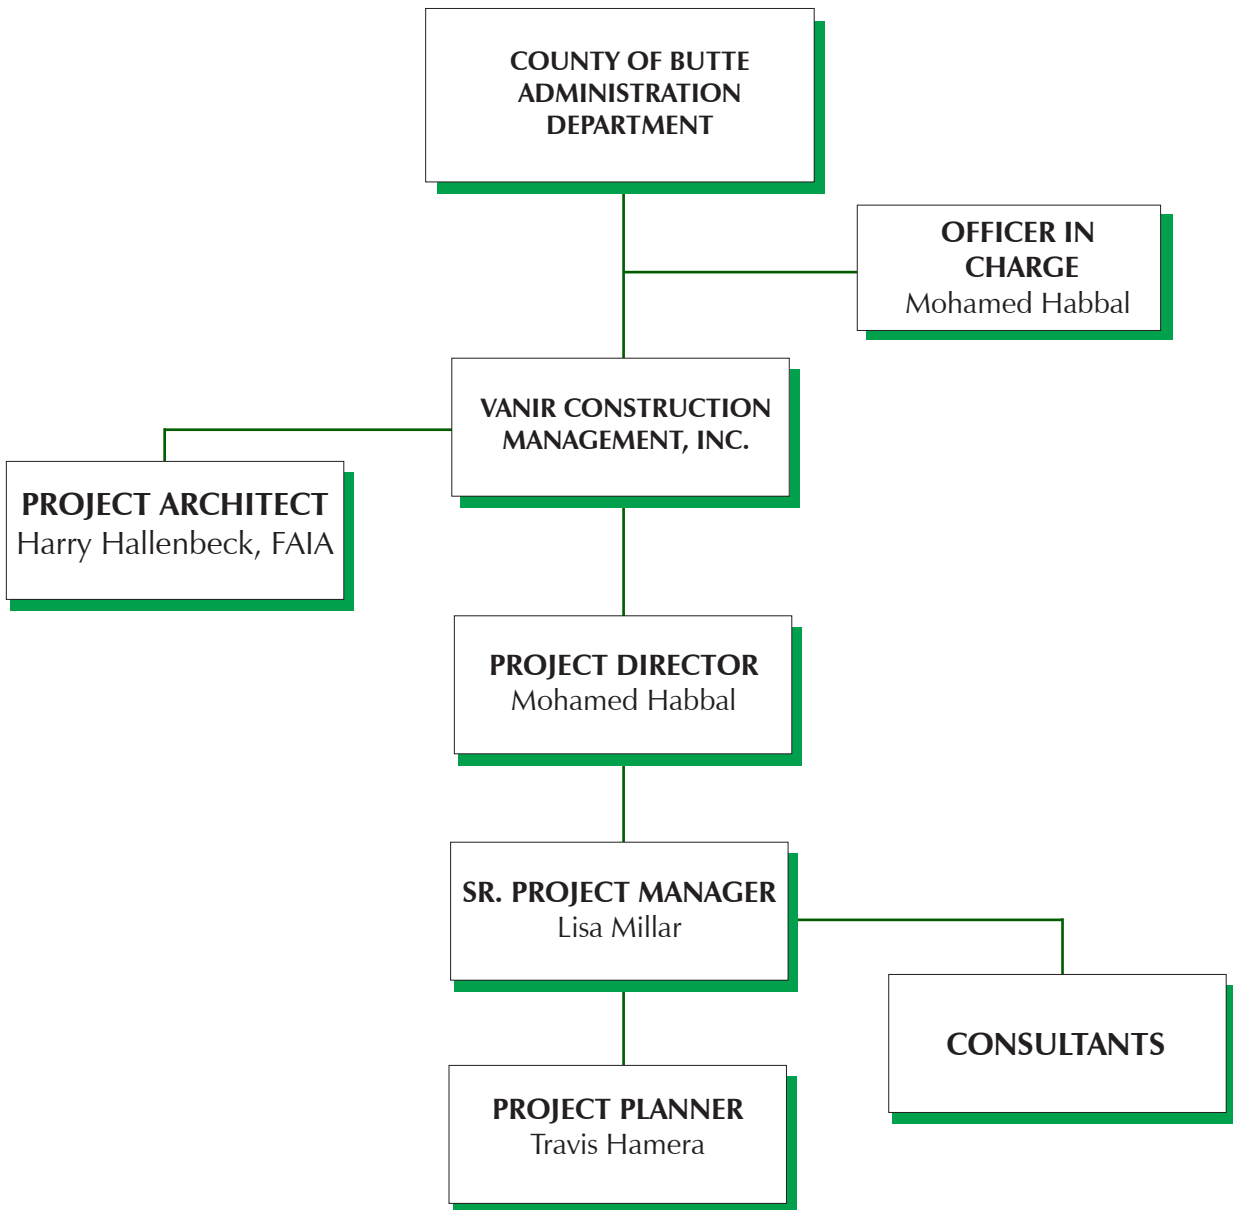 COUNTY OF BUTTE
ADMINISTRATION
DEPARTMENT
OFFICER IN
CHARGE
Mohamed Habbal
VANIR CONSTRUCTION
MANAGEMENT, INC.
PROJECT ARCHITECT
Harry Hallenbeck, FAIA
PROJECT DIRECTOR
Mohamed Habbal
SR. PROJECT MANAGER
Lisa Millar
CONSULTANTS
PROJECT PLANNER
Travis Hamera